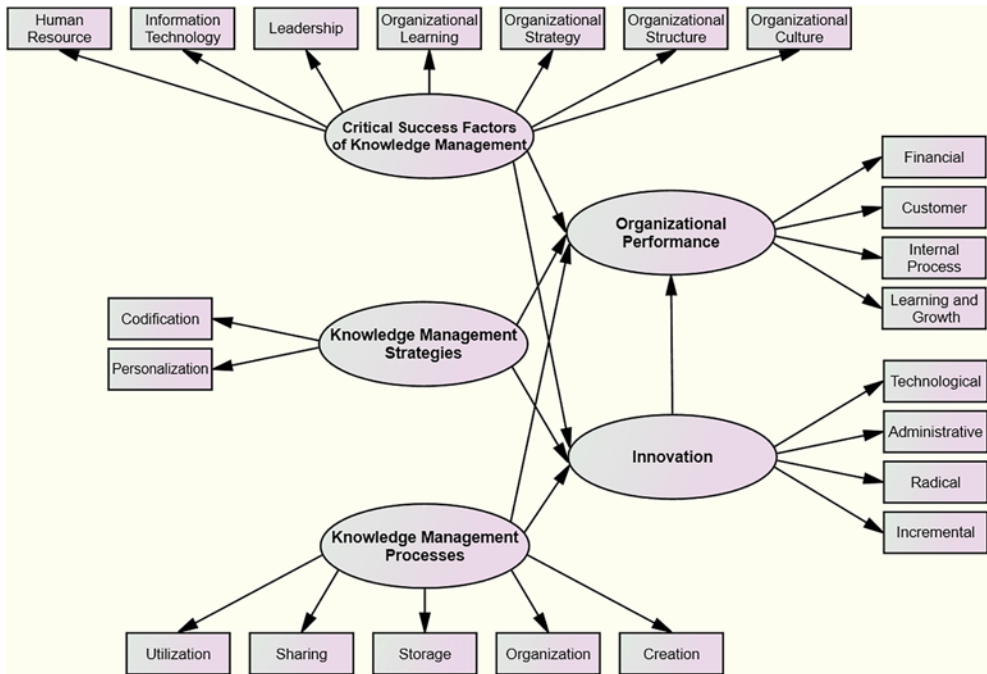 Human
Resource
Information
Technology
Leadership
Organizational
Learning
Organizational
Strategy
Organizational
Structure
Organizational
Culture
Critical Success Factors
of Knowledge Management
Financial
Customer
Internal
Process
Learning and
Growth
Organizational
Performance
Codification
Personalization
Knowledge Management
Strategies
Technological
Administrative
Radical
Incremental
Innovation
Knowledge Management
Processes
Utilization
Sharing
Storage
Organization
Creation